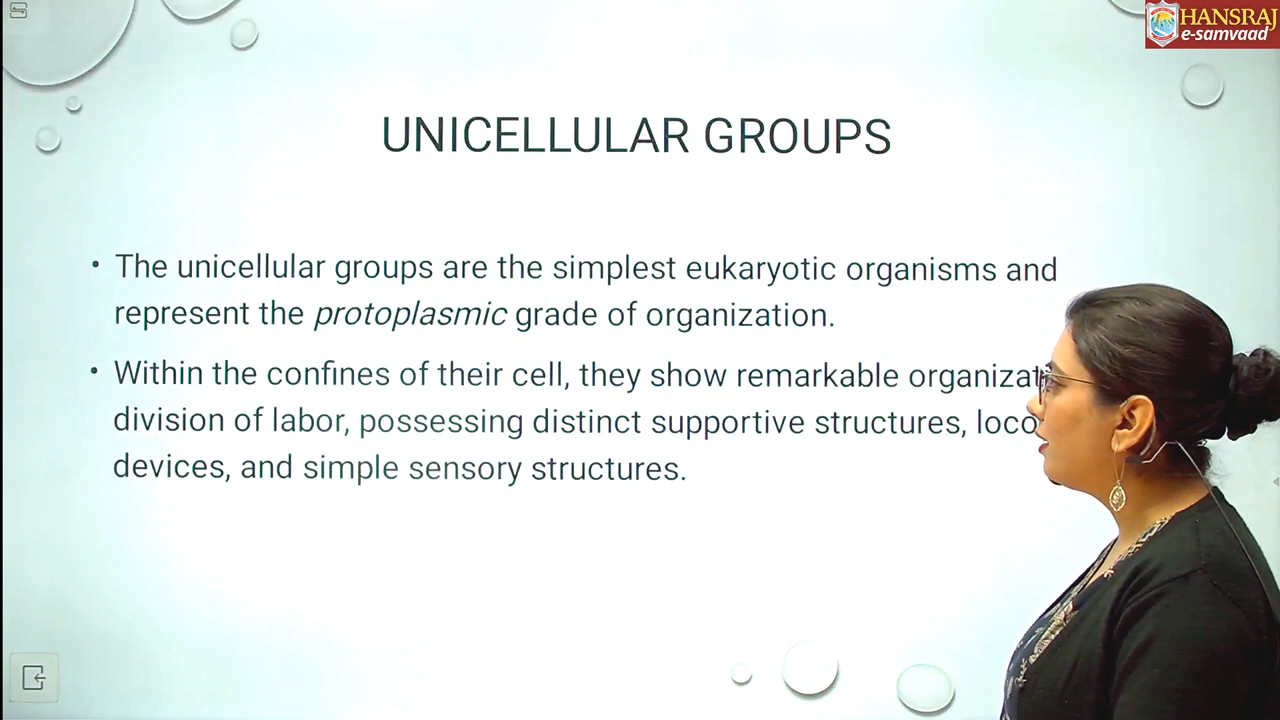 HANSRAJ
e-samvaad
UNICELLULAR GROUPS
• The unicellular groups are the simplest eukaryotic organisms and
represent the protoplasmic grade of organization.
• Within the confines of their cell, they show remarkable
division of labor, possessing distinct supportive structures,
devices, and simple sensory structures.